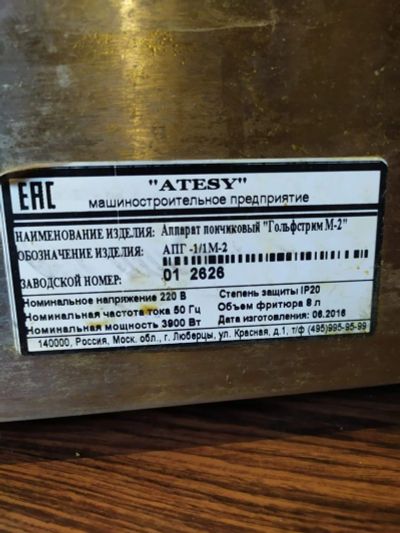 EAC
"ATESY"
машиностроительное предприятие
НАИМЕНОВАНИЕ ИЗДЕЛИЯ: Аппарат пончиковый "Гольфстрим М-2"
ОБОЗНАЧЕНИЕ ИЗДЕЛИЯ: АПГ -1/1М-2
ЗАВОДСКОЙ НОМЕР: 01 2626
Номинальное напряжение 220 В Степень защиты IP20
Номинальная частота тока 50 Гц Объем фритюра 8 л
Номинальная мощность 3900 Вт Дата изготовления: 06.2016
140000, Россия, Моск. обл., г. Люберцы, ул. Красная, д.1, т/ф (495)995-95-99